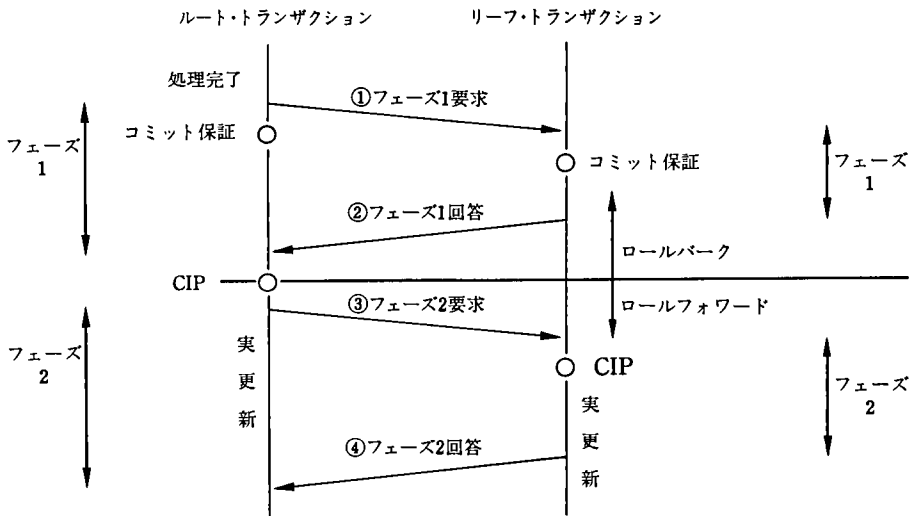 ルート・トランザクション
リーフ・トランザクション
処理完了
①フェーズ1要求
コミット保証
コミット保証
フェーズ
1
フェーズ
1
②フェーズ1回答
ロールバーク
CIP
ロールフォワード
③フェーズ2要求
フェーズ
2
実更新
CIP
フェーズ
2
実更新
④フェーズ2回答